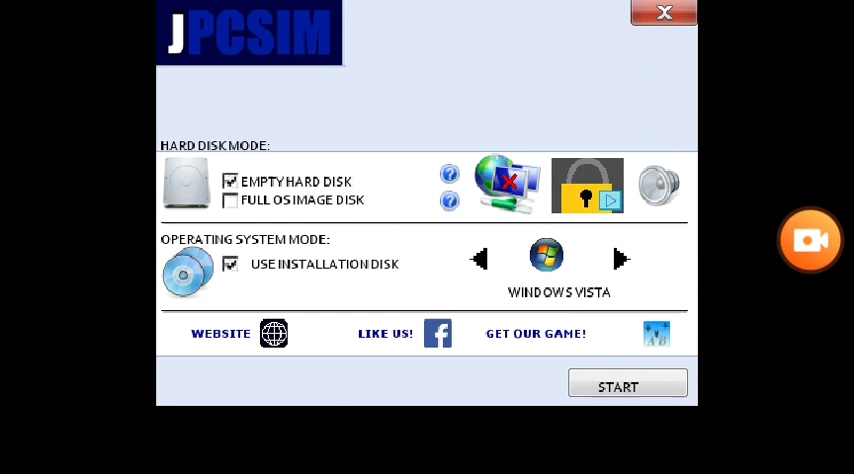 JPCSIM
HARD DISK MODE:
EMPTY HARD DISK
FULL OS IMAGE DISK
OPERATING SYSTEM MODE:
USE INSTALLATION DISK
WINDOWS VISTA
WEBSITE
LIKE US!
GET OUR GAME!
START